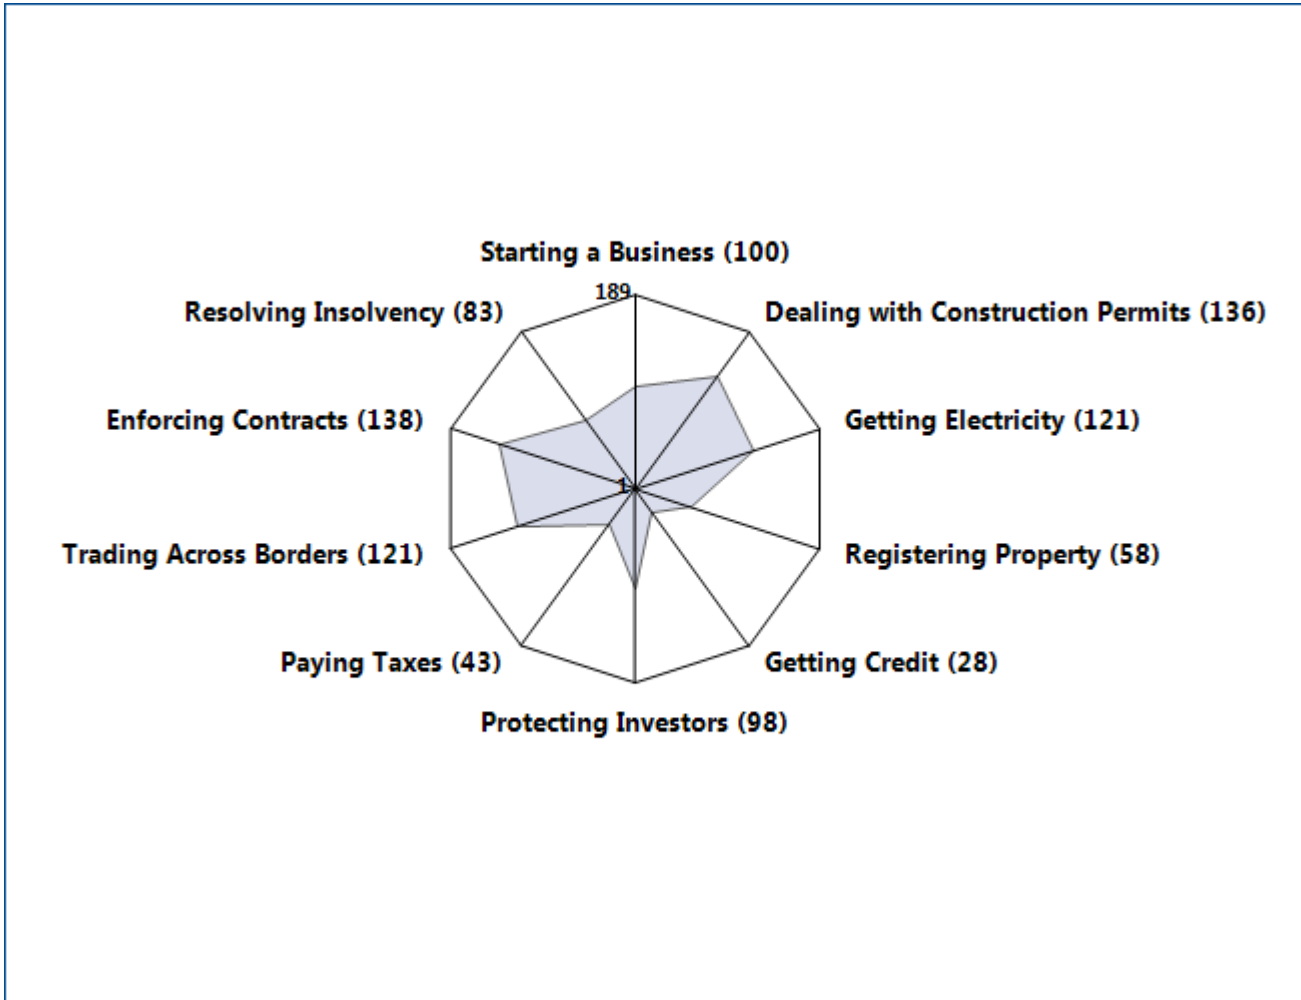 Starting a Business (100)
189
Resolving Insolvency (83)
Dealing with Construction Permits (136)
Enforcing Contracts (138)
Getting Electricity (121)
1
Trading Across Borders (121)
Registering Property (58)
Paying Taxes (43)
Getting Credit (28)
Protecting Investors (98)